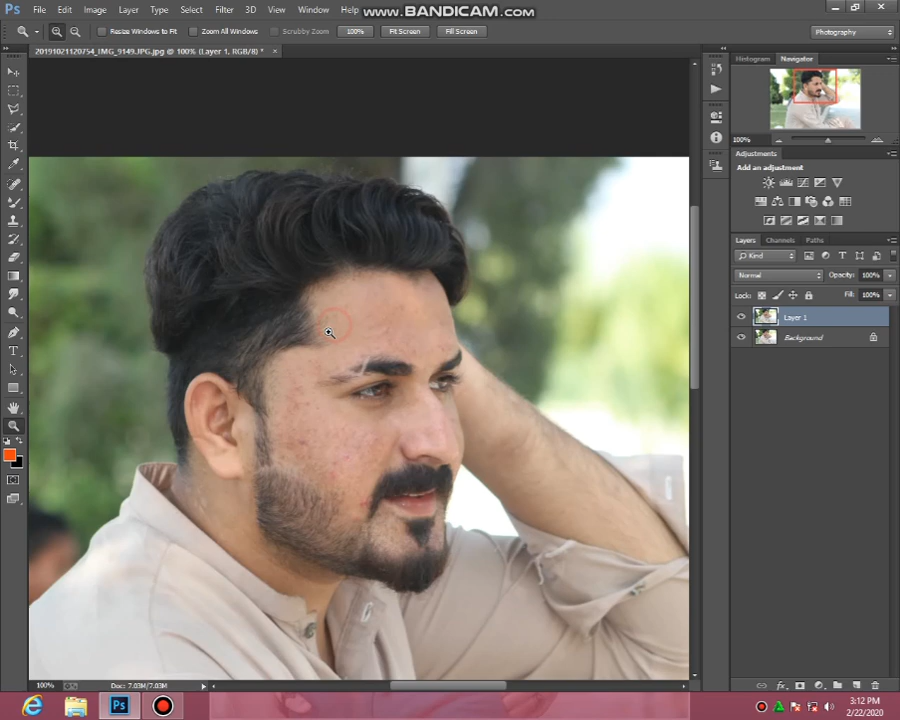 Ps File Edit Image Layer Type Select Filter 3D View Window Help
www.BANDICAM.com
Resize Windows to Fit Zoom All Windows Scrubby Zoom 100% Fit Screen Fill Screen Photography
20191021120754_IMG_9149.JPG.jpg @ 100% (Layer 1, RGB/8) *
Histogram Navigator
100%
Adjustments
Add an adjustment
Layers Channels Paths
Kind
Normal Opacity: 100%
Lock: Fill: 100%
Layer 1
Background
T
100% Doc: 7.03M/7.03M
Ps
3:12 PM
2/22/2020